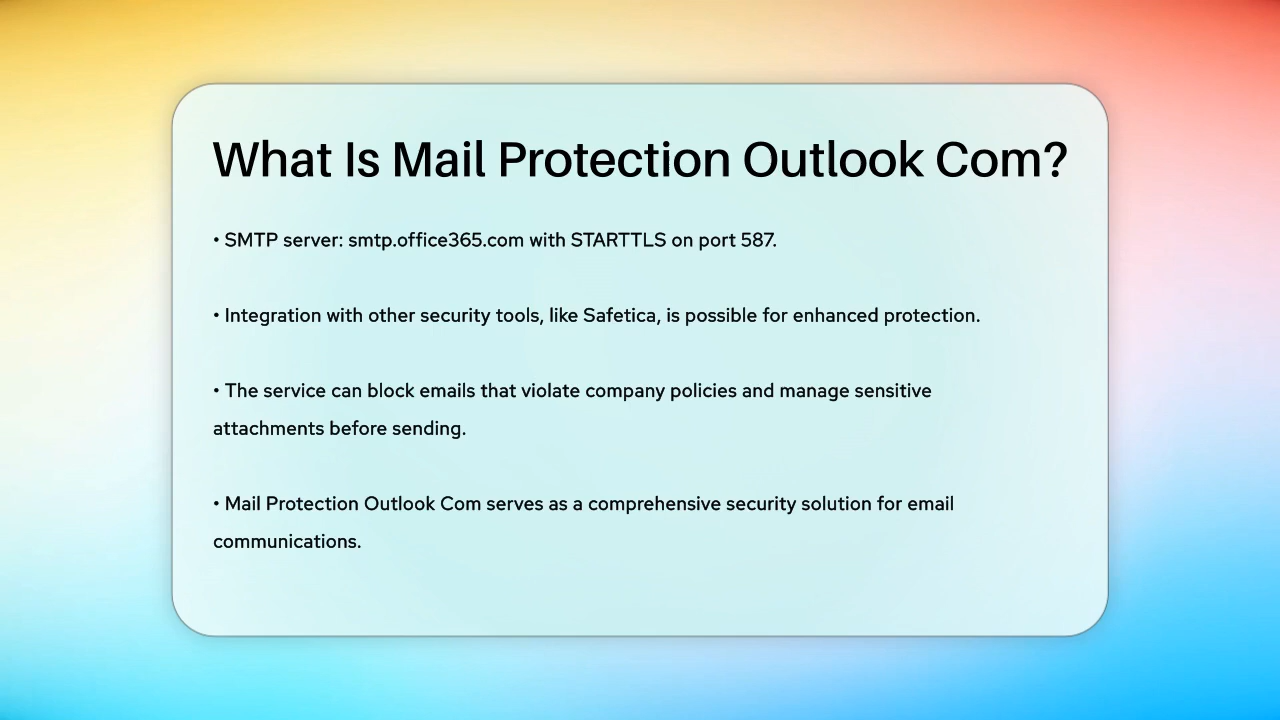 What Is Mail Protection Outlook Com?
• SMTP server: smtp.office365.com with STARTTLS on port 587.
• Integration with other security tools, like Safetica, is possible for enhanced protection.
• The service can block emails that violate company policies and manage sensitive
attachments before sending.
• Mail Protection Outlook Com serves as a comprehensive security solution for email
communications.